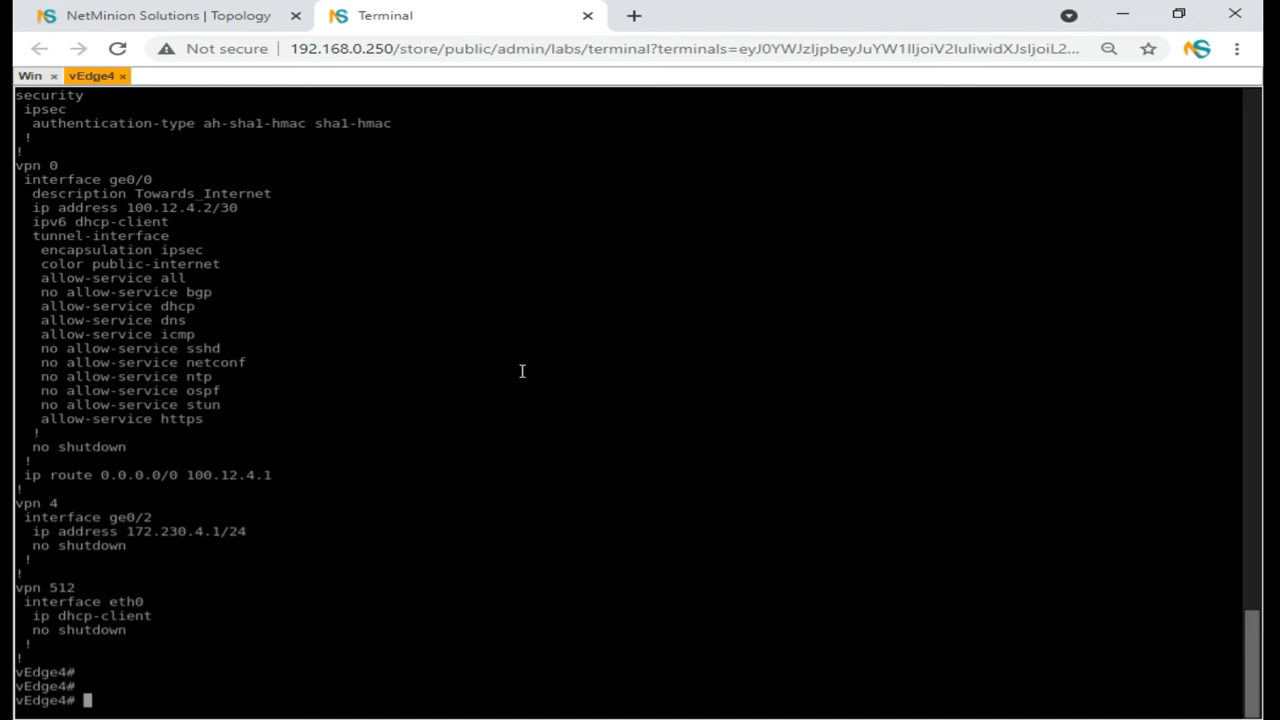 NetMinion Solutions | Topology
Terminal
Not secure
192.168.0.250/store/public/admin/labs/terminal?terminals=eyJ0YWJzIjpbeyJuYW1lIjoiV2luIiwidXJsIjoiL2...
Win
vEdge4
security
ipsec
authentication-type ah-sha1-hmac sha1-hmac
!
!
vpn 0
interface ge0/0
description Towards_Internet
ip address 100.12.4.2/30
ipv6 dhcp-client
tunnel-interface
encapsulation ipsec
color public-internet
allow-service all
no allow-service bgp
allow-service dhcp
allow-service dns
allow-service icmp
no allow-service sshd
no allow-service netconf
no allow-service ntp
no allow-service ospf
no allow-service stun
allow-service https
!
no shutdown
!
ip route 0.0.0.0/0 100.12.4.1
!
vpn 4
interface ge0/2
ip address 172.230.4.1/24
no shutdown
!
!
vpn 512
interface eth0
ip dhcp-client
no shutdown
!
!
vEdge4#
vEdge4#
vEdge4#